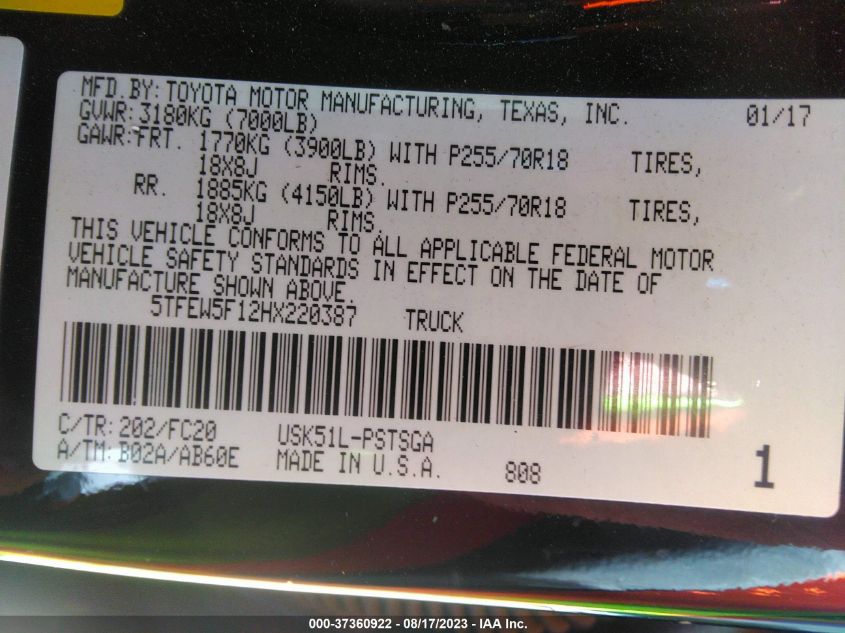 MFD.BY: TOYOTA MOTOR MANUFACTURING, TEXAS, INC. 01/17
GVWR: 3180KG (7000LB)
GAWR: FRT. 1770KG (3900LB) WITH P255/70R18 TIRES,
18X8J RIMS.
RR. 1885KG (4150LB) WITH P255/70R18 TIRES,
18X8J RIMS.
THIS VEHICLE CONFORMS TO ALL APPLICABLE FEDERAL MOTOR
VEHICLE SAFETY STANDARDS IN EFFECT ON THE DATE OF
MANUFACTURE SHOWN ABOVE.
5TFEW5F12HX220387 TRUCK
C/TR: 202/FC20 USK51L-PSTSGA
A/TM: B02A/AB60E MADE IN U.S.A. 808 1
000-37360922 - 08/17/2023 - IAA Inc.